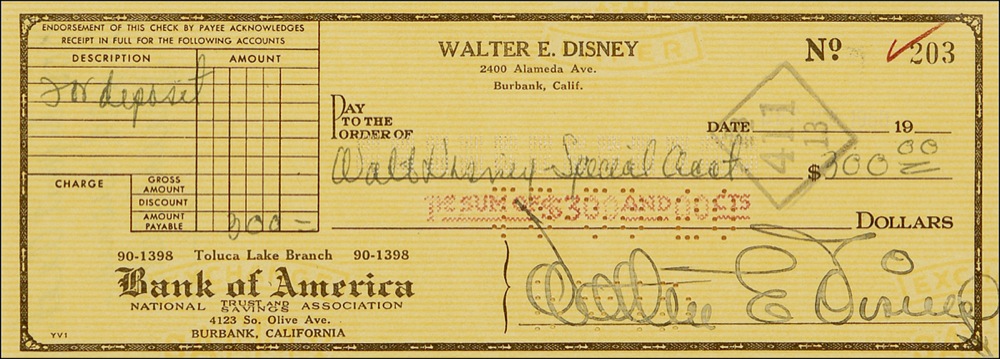 ENDORSEMENT OF THIS CHECK BY PAYEE ACKNOWLEDGES
RECEIPT IN FULL FOR THE FOLLOWING ACCOUNTS
DESCRIPTION AMOUNT
For deposit
CHARGE
GROSS AMOUNT
DISCOUNT
AMOUNT PAYABLE 300 —
90-1398 Toluca Lake Branch 90-1398
Bank of America
NATIONAL TRUST AND SAVINGS ASSOCIATION
4123 So. Olive Ave.
BURBANK, CALIFORNIA
YV1
WALTER E. DISNEY
2400 Alameda Ave.
Burbank, Calif.
No. 203
PAY TO THE ORDER OF
DATE 19
411
13
Walt Disney - Special Acct $300 00
THE SUM OF $300 AND 00 CTS
DOLLARS
Walter E Disney